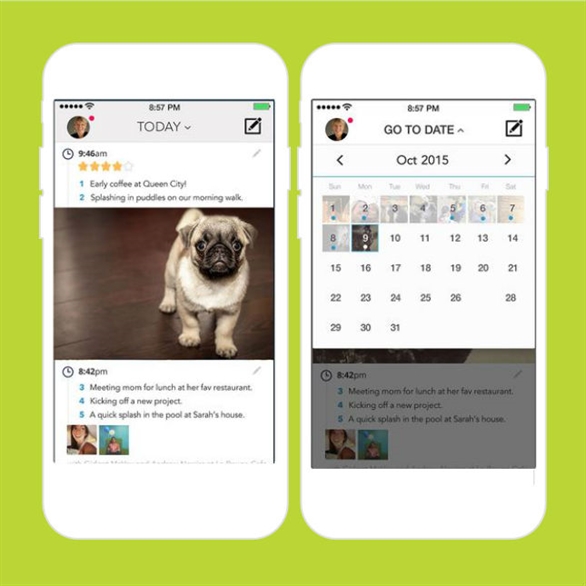 8:57 PM
TODAY
9:46am
1 Early coffee at Queen City!
2 Splashing in puddles on our morning walk.
8:42pm
3 Meeting mom for lunch at her fav restaurant.
4 Kicking off a new project.
5 A quick splash in the pool at Sarah's house.
8:57 PM
GO TO DATE
Oct 2015
Sun Mon Tue Wed Thu Fri Sat
1 2 3 4 5 6 7
8 9 10 11 12 13 14
15 16 17 18 19 20 21
22 23 24 25 26 28
29 30 31
8:42pm
3 Meeting mom for lunch at her fav restaurant.
4 Kicking off a new project.
5 A quick splash in the pool at Sarah's house.